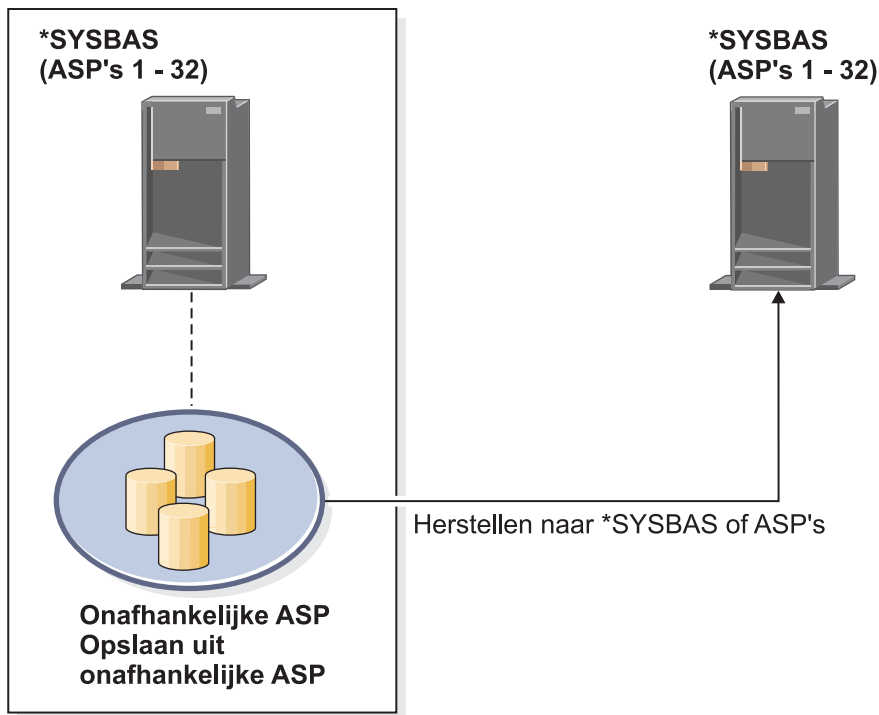 *SYSBAS
(ASP's 1 - 32)
*SYSBAS
(ASP's 1 - 32)
Herstellen naar *SYSBAS of ASP's
Onafhankelijke ASP
Opslaan uit
onafhankelijke ASP